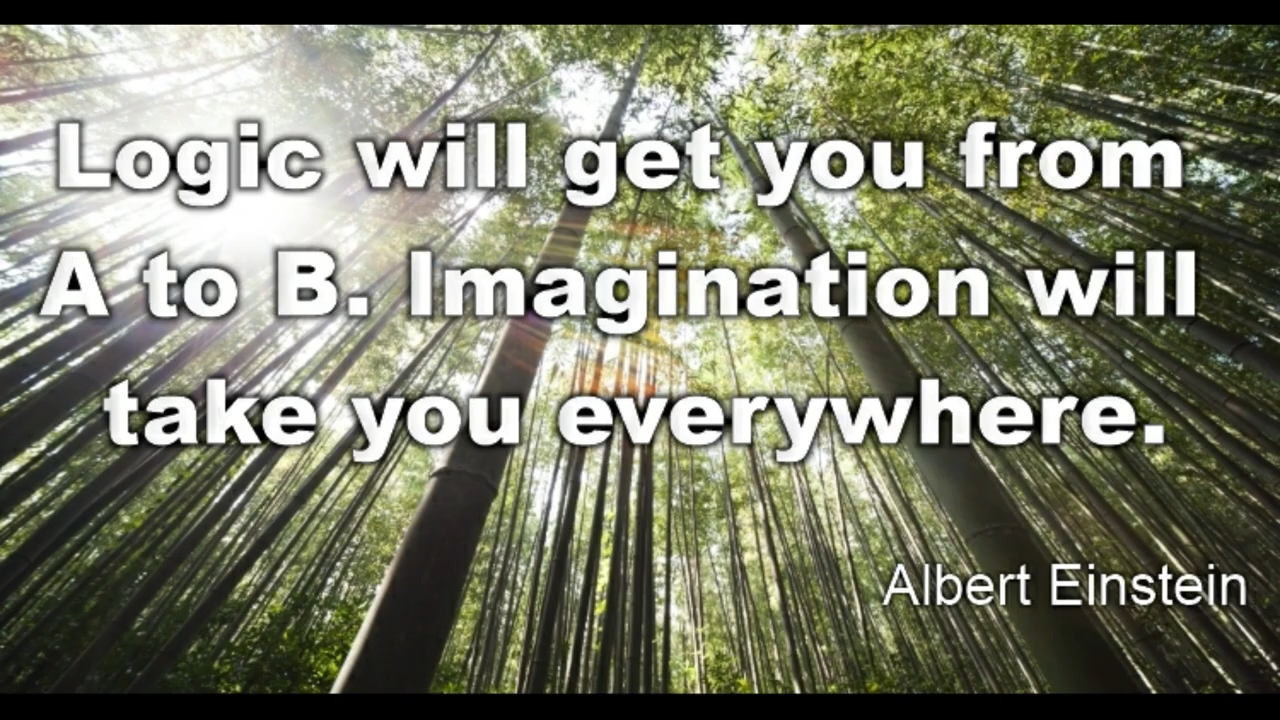 Logic will get you from
A to B. Imagination will
take you everywhere.
Albert Einstein